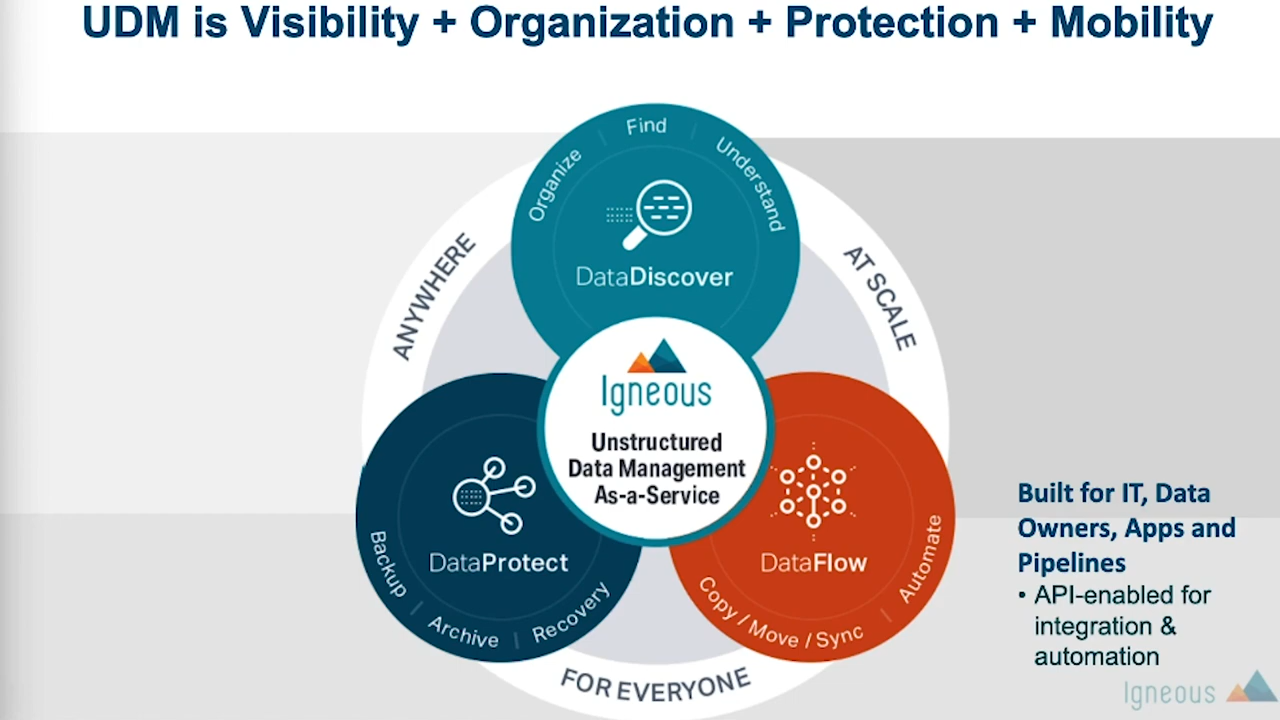 UDM is Visibility + Organization + Protection + Mobility
Organize | Find | Understand
DataDiscover
ANYWHERE
AT SCALE
Igneous
Unstructured
Data Management
As-a-Service
DataProtect
Backup | Archive | Recovery
DataFlow
Copy / Move / Sync | Automate
FOR EVERYONE
Built for IT, Data
Owners, Apps and
Pipelines
• API-enabled for
integration &
automation
Igneous